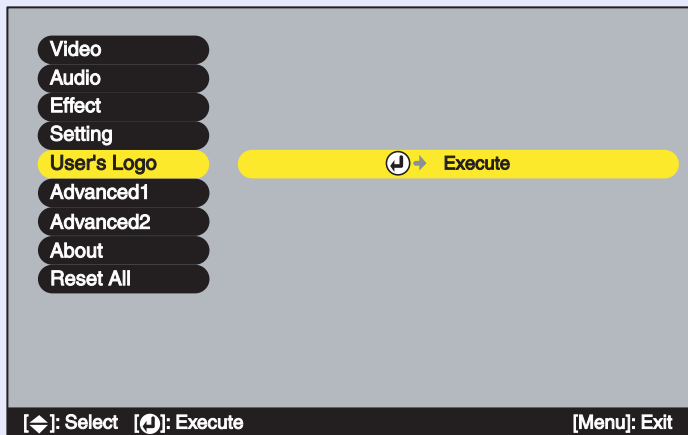 Video
Audio
Effect
Setting
User's Logo
Execute
Advanced1
Advanced2
About
Reset All
[ ]: Select [ ]: Execute [Menu]: Exit